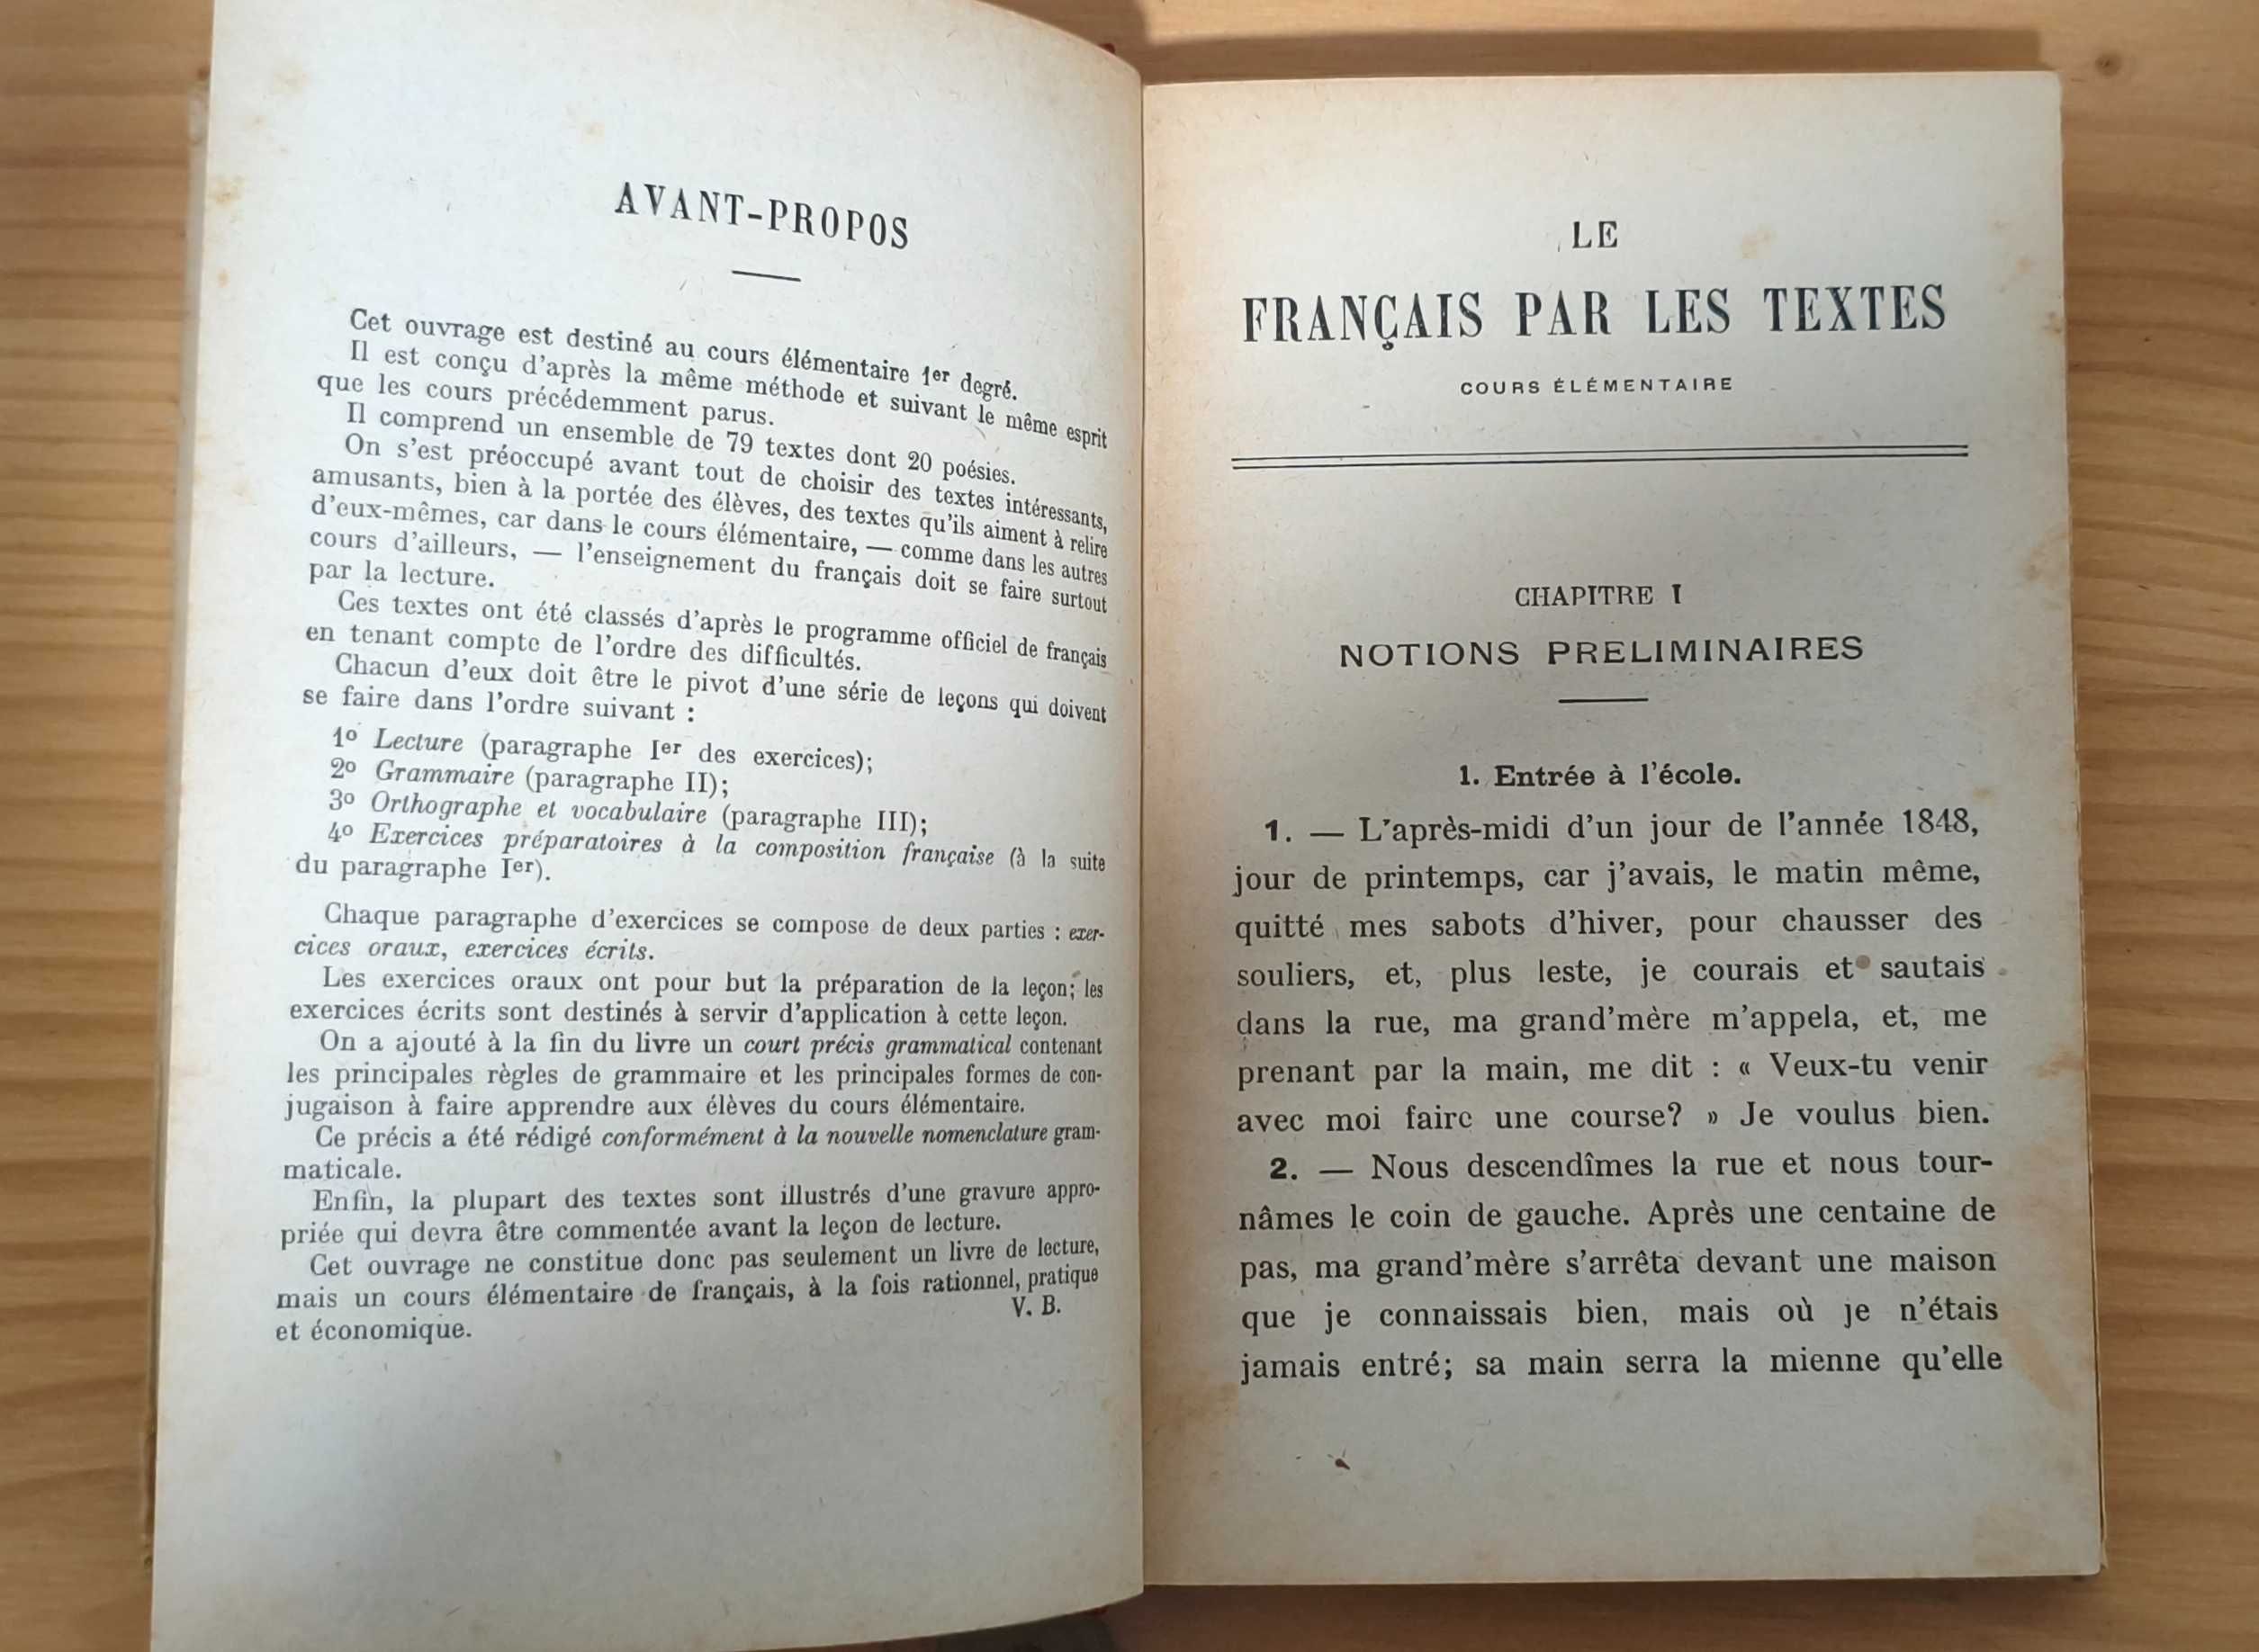 AVANT-PROPOS
Cet ouvrage est destiné au cours élémentaire 1er degré.
Il est conçu d'après la même méthode et suivant le même esprit
que les cours précédemment parus.
Il comprend un ensemble de 79 textes dont 20 poésies.
On s'est préoccupé avant tout de choisir des textes intéressants,
amusants, bien à la portée des élèves, des textes qu'ils aiment à relire
d'eux-mêmes, car dans le cours élémentaire, — comme dans les autres
cours d'ailleurs, — l'enseignement du français doit se faire surtout
par la lecture.
Ces textes ont été classés d'après le programme officiel de français
en tenant compte de l'ordre des difficultés.
Chacun d'eux doit être le pivot d'une série de leçons qui doivent
se faire dans l'ordre suivant :
1º Lecture (paragraphe Ier des exercices);
2º Grammaire (paragraphe II);
3º Orthographe et vocabulaire (paragraphe III);
4º Exercices préparatoires à la composition française (à la suite
du paragraphe Ier).
Chaque paragraphe d'exercices se compose de deux parties : exer-
cices oraux, exercices écrits.
Les exercices oraux ont pour but la préparation de la leçon; les
exercices écrits sont destinés à servir d'application à cette leçon.
On a ajouté à la fin du livre un court précis grammatical contenant
les principales règles de grammaire et les principales formes de con-
jugaison à faire apprendre aux élèves du cours élémentaire.
Ce précis a été rédigé conformément à la nouvelle nomenclature gram-
maticale.
Enfin, la plupart des textes sont illustrés d'une gravure appro-
priée qui devra être commentée avant la leçon de lecture.
Cet ouvrage ne constitue donc pas seulement un livre de lecture,
mais un cours élémentaire de français, à la fois rationnel, pratique
et économique.
V. B.
LE
FRANÇAIS PAR LES TEXTES
COURS ÉLÉMENTAIRE
CHAPITRE I
NOTIONS PRELIMINAIRES
1. Entrée à l'école.
1. — L'après-midi d'un jour de l'année 1848,
jour de printemps, car j'avais, le matin même,
quitté mes sabots d'hiver, pour chausser des
souliers, et, plus leste, je courais et sautais
dans la rue, ma grand'mère m'appela, et, me
prenant par la main, me dit : « Veux-tu venir
avec moi faire une course? » Je voulus bien.
2. — Nous descendîmes la rue et nous tour-
nâmes le coin de gauche. Après une centaine de
pas, ma grand'mère s'arrêta devant une maison
que je connaissais bien, mais où je n'étais
jamais entré; sa main serra la mienne qu'elle